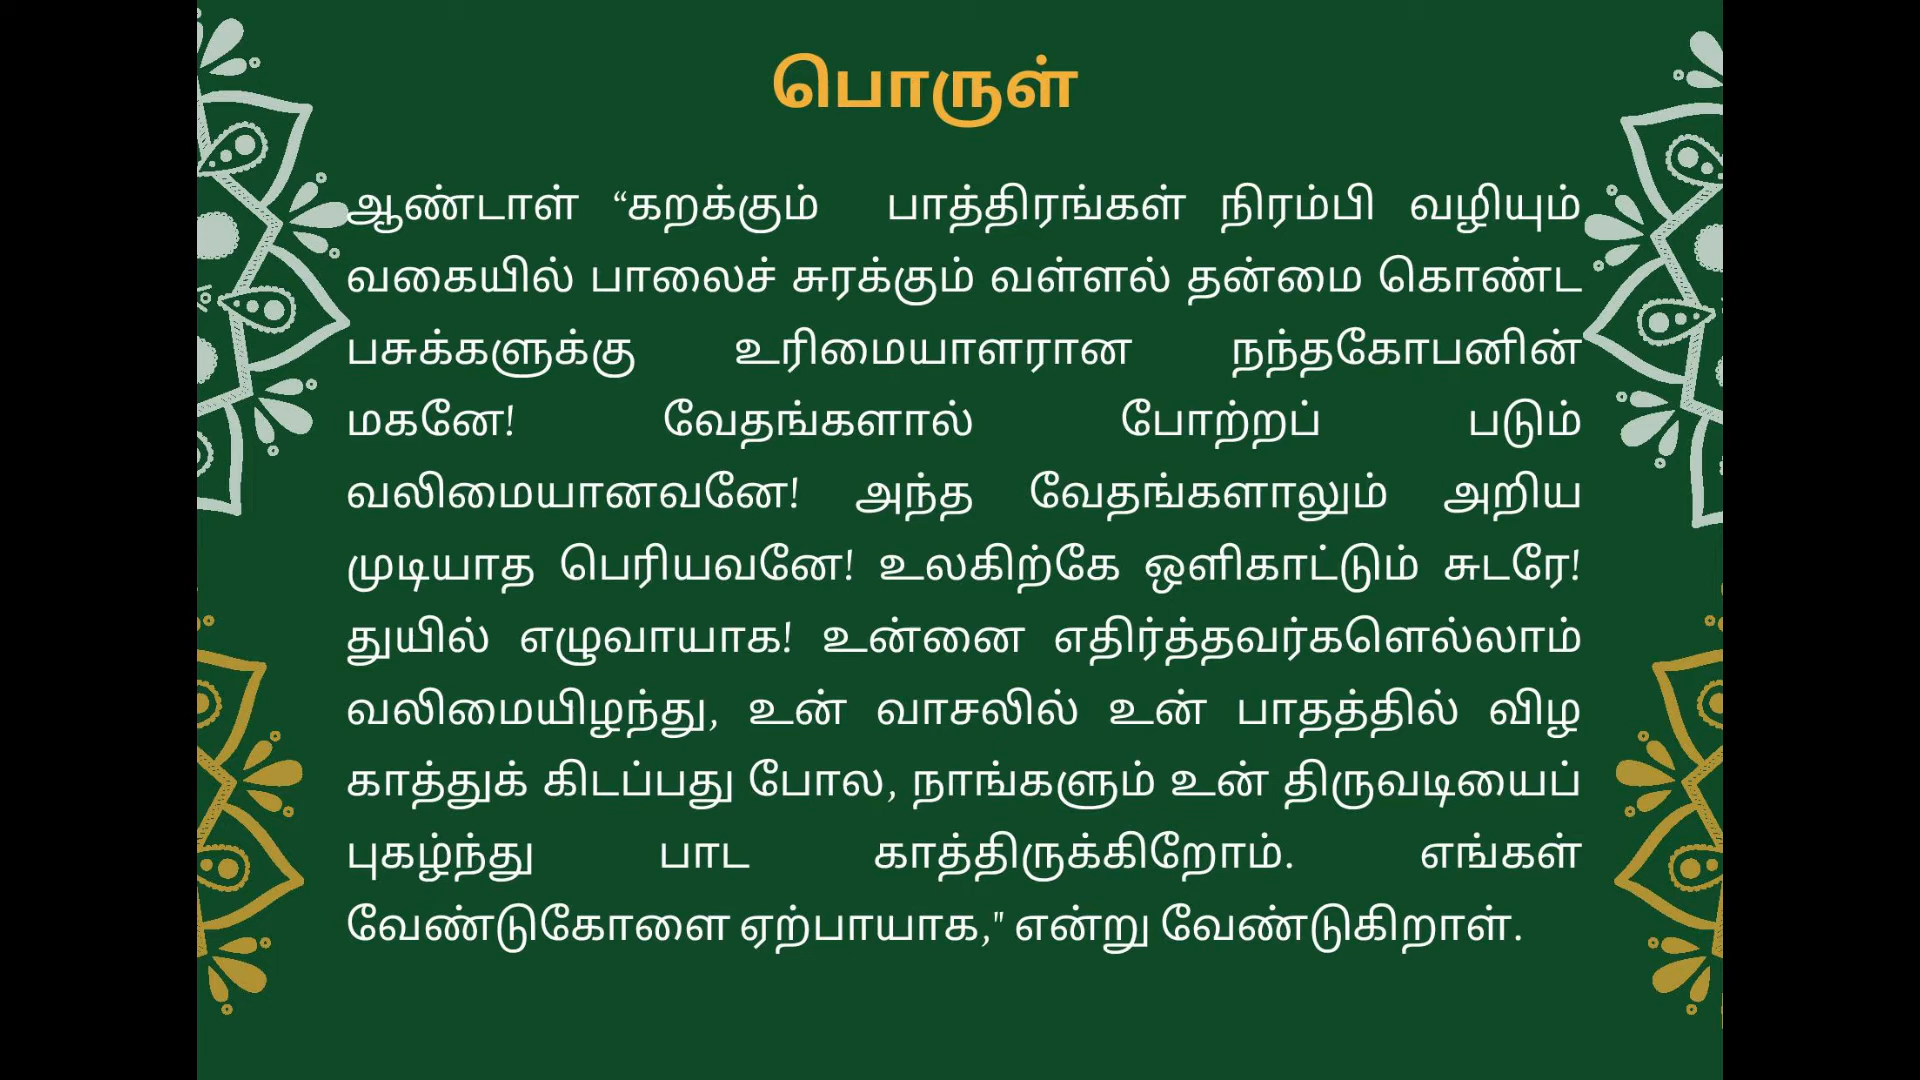 பொருள்
ஆண்டாள் “கறக்கும் பாத்திரங்கள் நிரம்பி வழியும்
வகையில் பாலைச் சுரக்கும் வள்ளல் தன்மை கொண்ட
பசுக்களுக்கு உரிமையாளரான நந்தகோபனின்
மகனே! வேதங்களால் போற்றப் படும்
வலிமையானவனே! அந்த வேதங்களாலும் அறிய
முடியாத பெரியவனே! உலகிற்கே ஒளிகாட்டும் சுடரே!
துயில் எழுவாயாக! உன்னை எதிர்த்தவர்களெல்லாம்
வலிமையிழந்து, உன் வாசலில் உன் பாதத்தில் விழ
காத்துக் கிடப்பது போல, நாங்களும் உன் திருவடியைப்
புகழ்ந்து பாட காத்திருக்கிறோம். எங்கள்
வேண்டுகோளை ஏற்பாயாக," என்று வேண்டுகிறாள்.